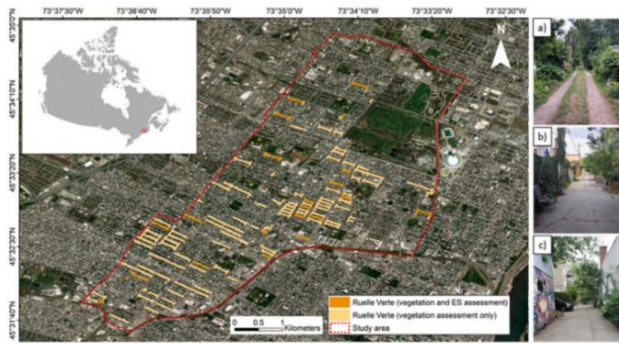 73°37'30"W 73°36'40"W 73°35'50"W 73°35'0"W 73°34'10"W 73°33'20"W 73°32'30"W
45°35'0"N
45°34'10"N
45°33'20"N
45°32'30"N
45°31'40"N
N
a)
b)
c)
Ruelle Verte (vegetation and ES assessment)
Ruelle Verte (vegetation assessment only)
Study area
0 0.5 1
Kilometers